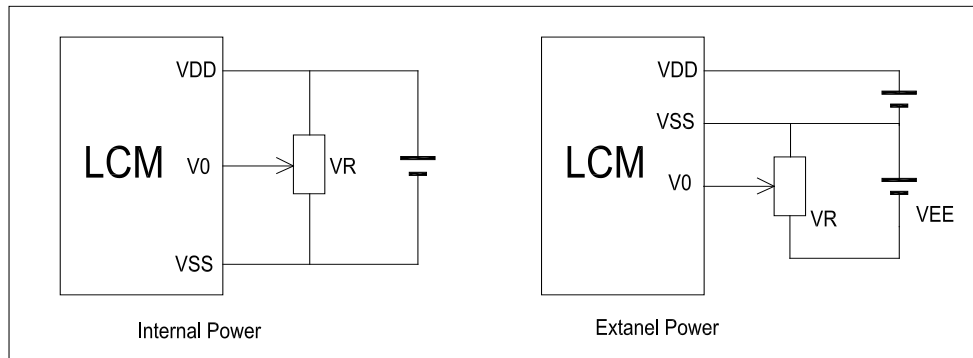 VDD
LCM
V0
VR
VSS
Internal Power
VDD
VSS
LCM
V0
VR
VEE
Extanel Power